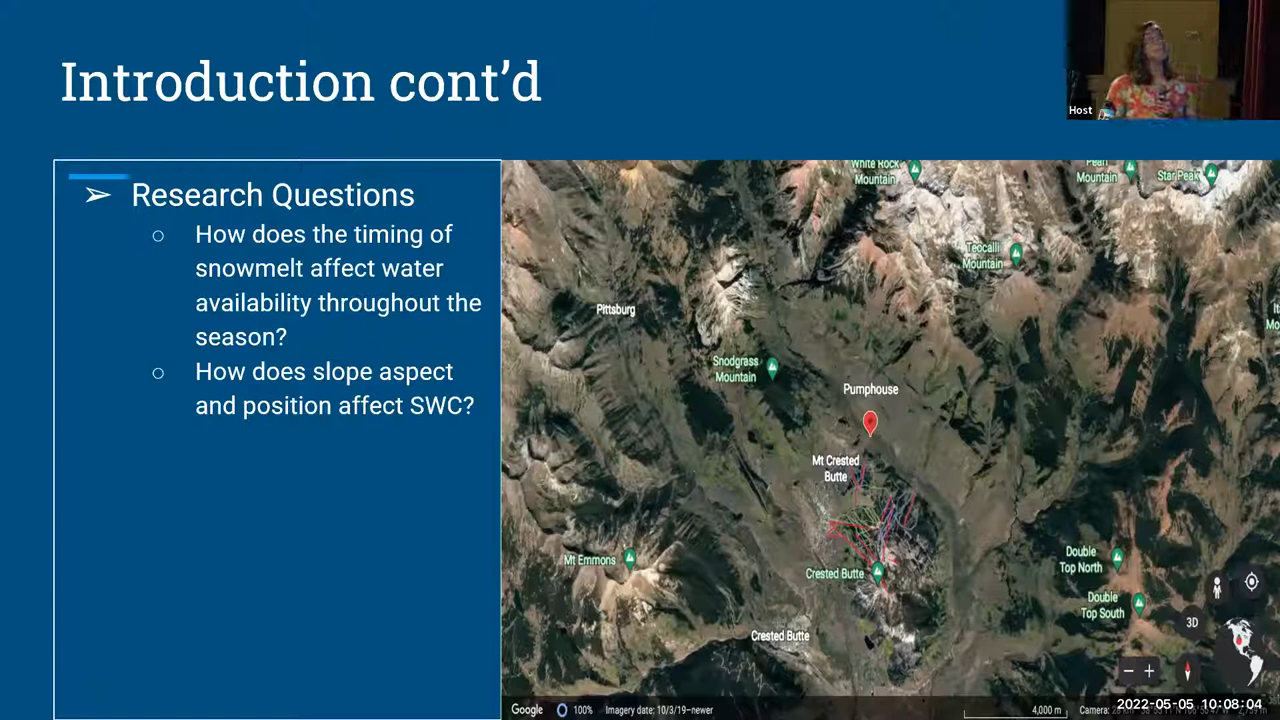 Introduction cont’d
Host
➢ Research Questions
○ How does the timing of
snowmelt affect water
availability throughout the
season?
○ How does slope aspect
and position affect SWC?
White Rock
Mountain
Pearl
Mountain
Star Peak
Teocalli
Mountain
Pittsburg
Snodgrass
Mountain
Pumphouse
Mt Crested
Butte
Mt Emmons
Crested Butte
Double
Top North
Double
Top South
Crested Butte
3D
Google
100%
Imagery date: 10/3/19–newer
4,000 m
Camera:
2022-05-05 10:08:04